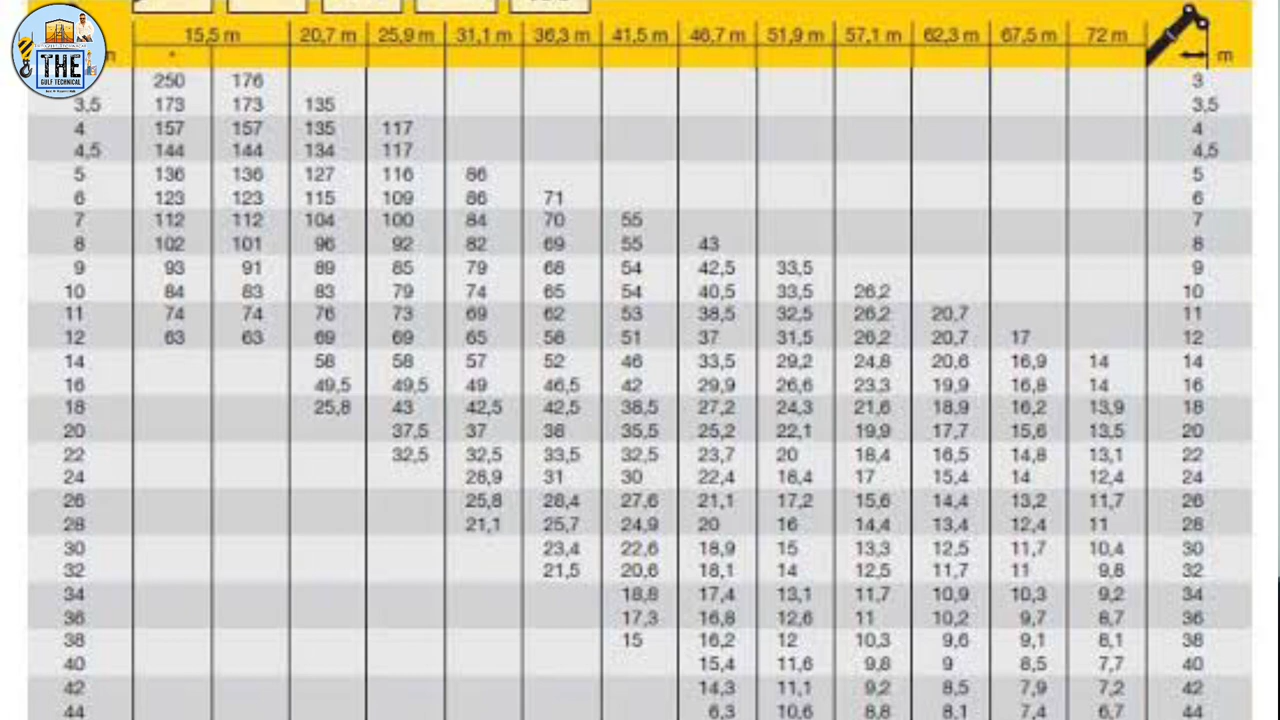 THE
GULF TECHNICAL
15,5 m 20,7 m 25,9 m 31,1 m 36,3 m 41,5 m 46,7 m 51,9 m 57,1 m 62,3 m 67,5 m 72 m
m * m
250 176 3
3,5 173 173 135 3,5
4 157 157 135 117 4
4,5 144 144 134 117 4,5
5 136 136 127 116 86 5
6 123 123 115 109 86 71 6
7 112 112 104 100 84 70 55 7
8 102 101 96 92 82 69 55 43 8
9 93 91 89 85 79 68 54 42,5 33,5 9
10 84 83 83 79 74 65 54 40,5 33,5 26,2 10
11 74 74 76 73 69 62 53 38,5 32,5 26,2 20,7 11
12 63 63 69 69 65 58 51 37 31,5 26,2 20,7 17 12
14 58 58 57 52 46 33,5 29,2 24,8 20,6 16,9 14 14
16 49,5 49,5 49 46,5 42 29,9 26,6 23,3 19,9 16,8 14 16
18 25,8 43 42,5 42,5 38,5 27,2 24,3 21,6 18,9 16,2 13,9 18
20 37,5 37 38 35,5 25,2 22,1 19,9 17,7 15,6 13,5 20
22 32,5 32,5 33,5 32,5 23,7 20 18,4 16,5 14,8 13,1 22
24 28,9 31 30 22,4 18,4 17 15,4 14 12,4 24
26 25,8 28,4 27,6 21,1 17,2 15,6 14,4 13,2 11,7 26
28 21,1 25,7 24,9 20 16 14,4 13,4 12,4 11 28
30 23,4 22,6 18,9 15 13,3 12,5 11,7 10,4 30
32 21,5 20,6 18,1 14 12,5 11,7 11 9,8 32
34 18,8 17,4 13,1 11,7 10,9 10,3 9,2 34
36 17,3 16,8 12,6 11 10,2 9,7 8,7 36
38 15 16,2 12 10,3 9,6 9,1 8,1 38
40 15,4 11,6 9,8 9 8,5 7,7 40
42 14,3 11,1 9,2 8,5 7,9 7,2 42
44 6,3 10,6 8,8 8,1 7,4 6,7 44